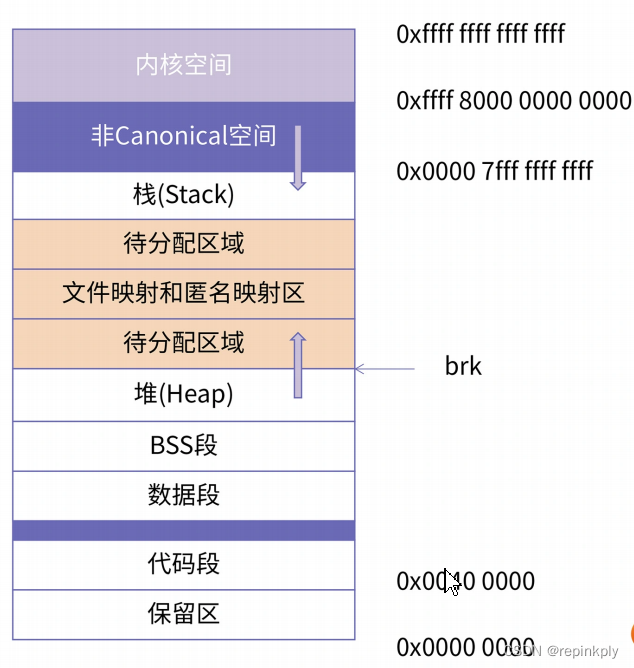 内核空间
0xffff ffff ffff ffff
0xffff 8000 0000 0000
非Canonical空间
0x0000 7fff ffff ffff
栈(Stack)
待分配区域
文件映射和匿名映射区
待分配区域
brk
堆(Heap)
BSS段
数据段
代码段
0x0040 0000
保留区
0x0000 0000
CSDN @repinkply